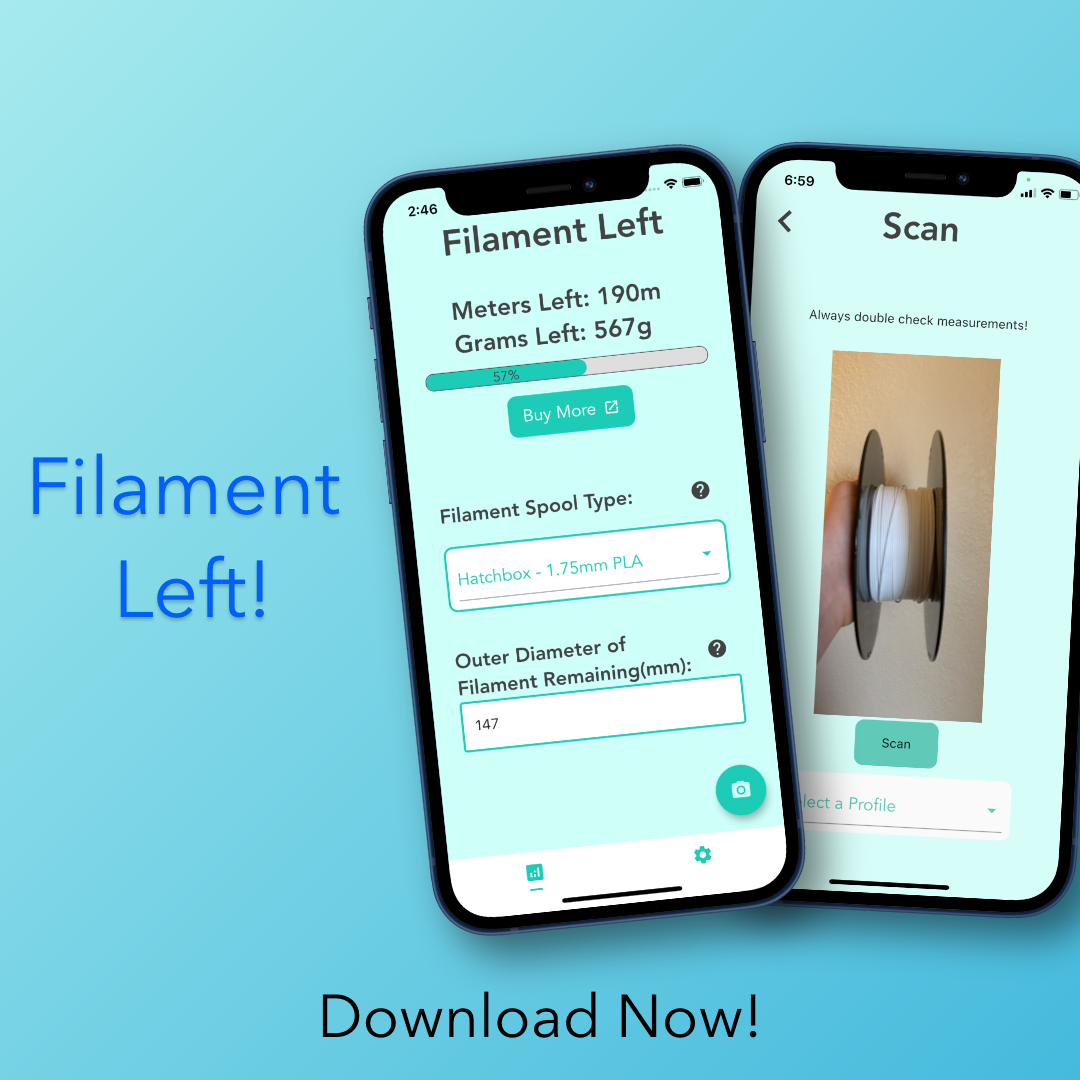 Filament
Left!
2:46
Filament Left
Meters Left: 190m
Grams Left: 567g
57%
Buy More
Filament Spool Type:
?
Hatchbox - 1.75mm PLA
Outer Diameter of
Filament Remaining(mm):
?
147
6:59
Scan
Always double check measurements!
Scan
lect a Profile
Download Now!